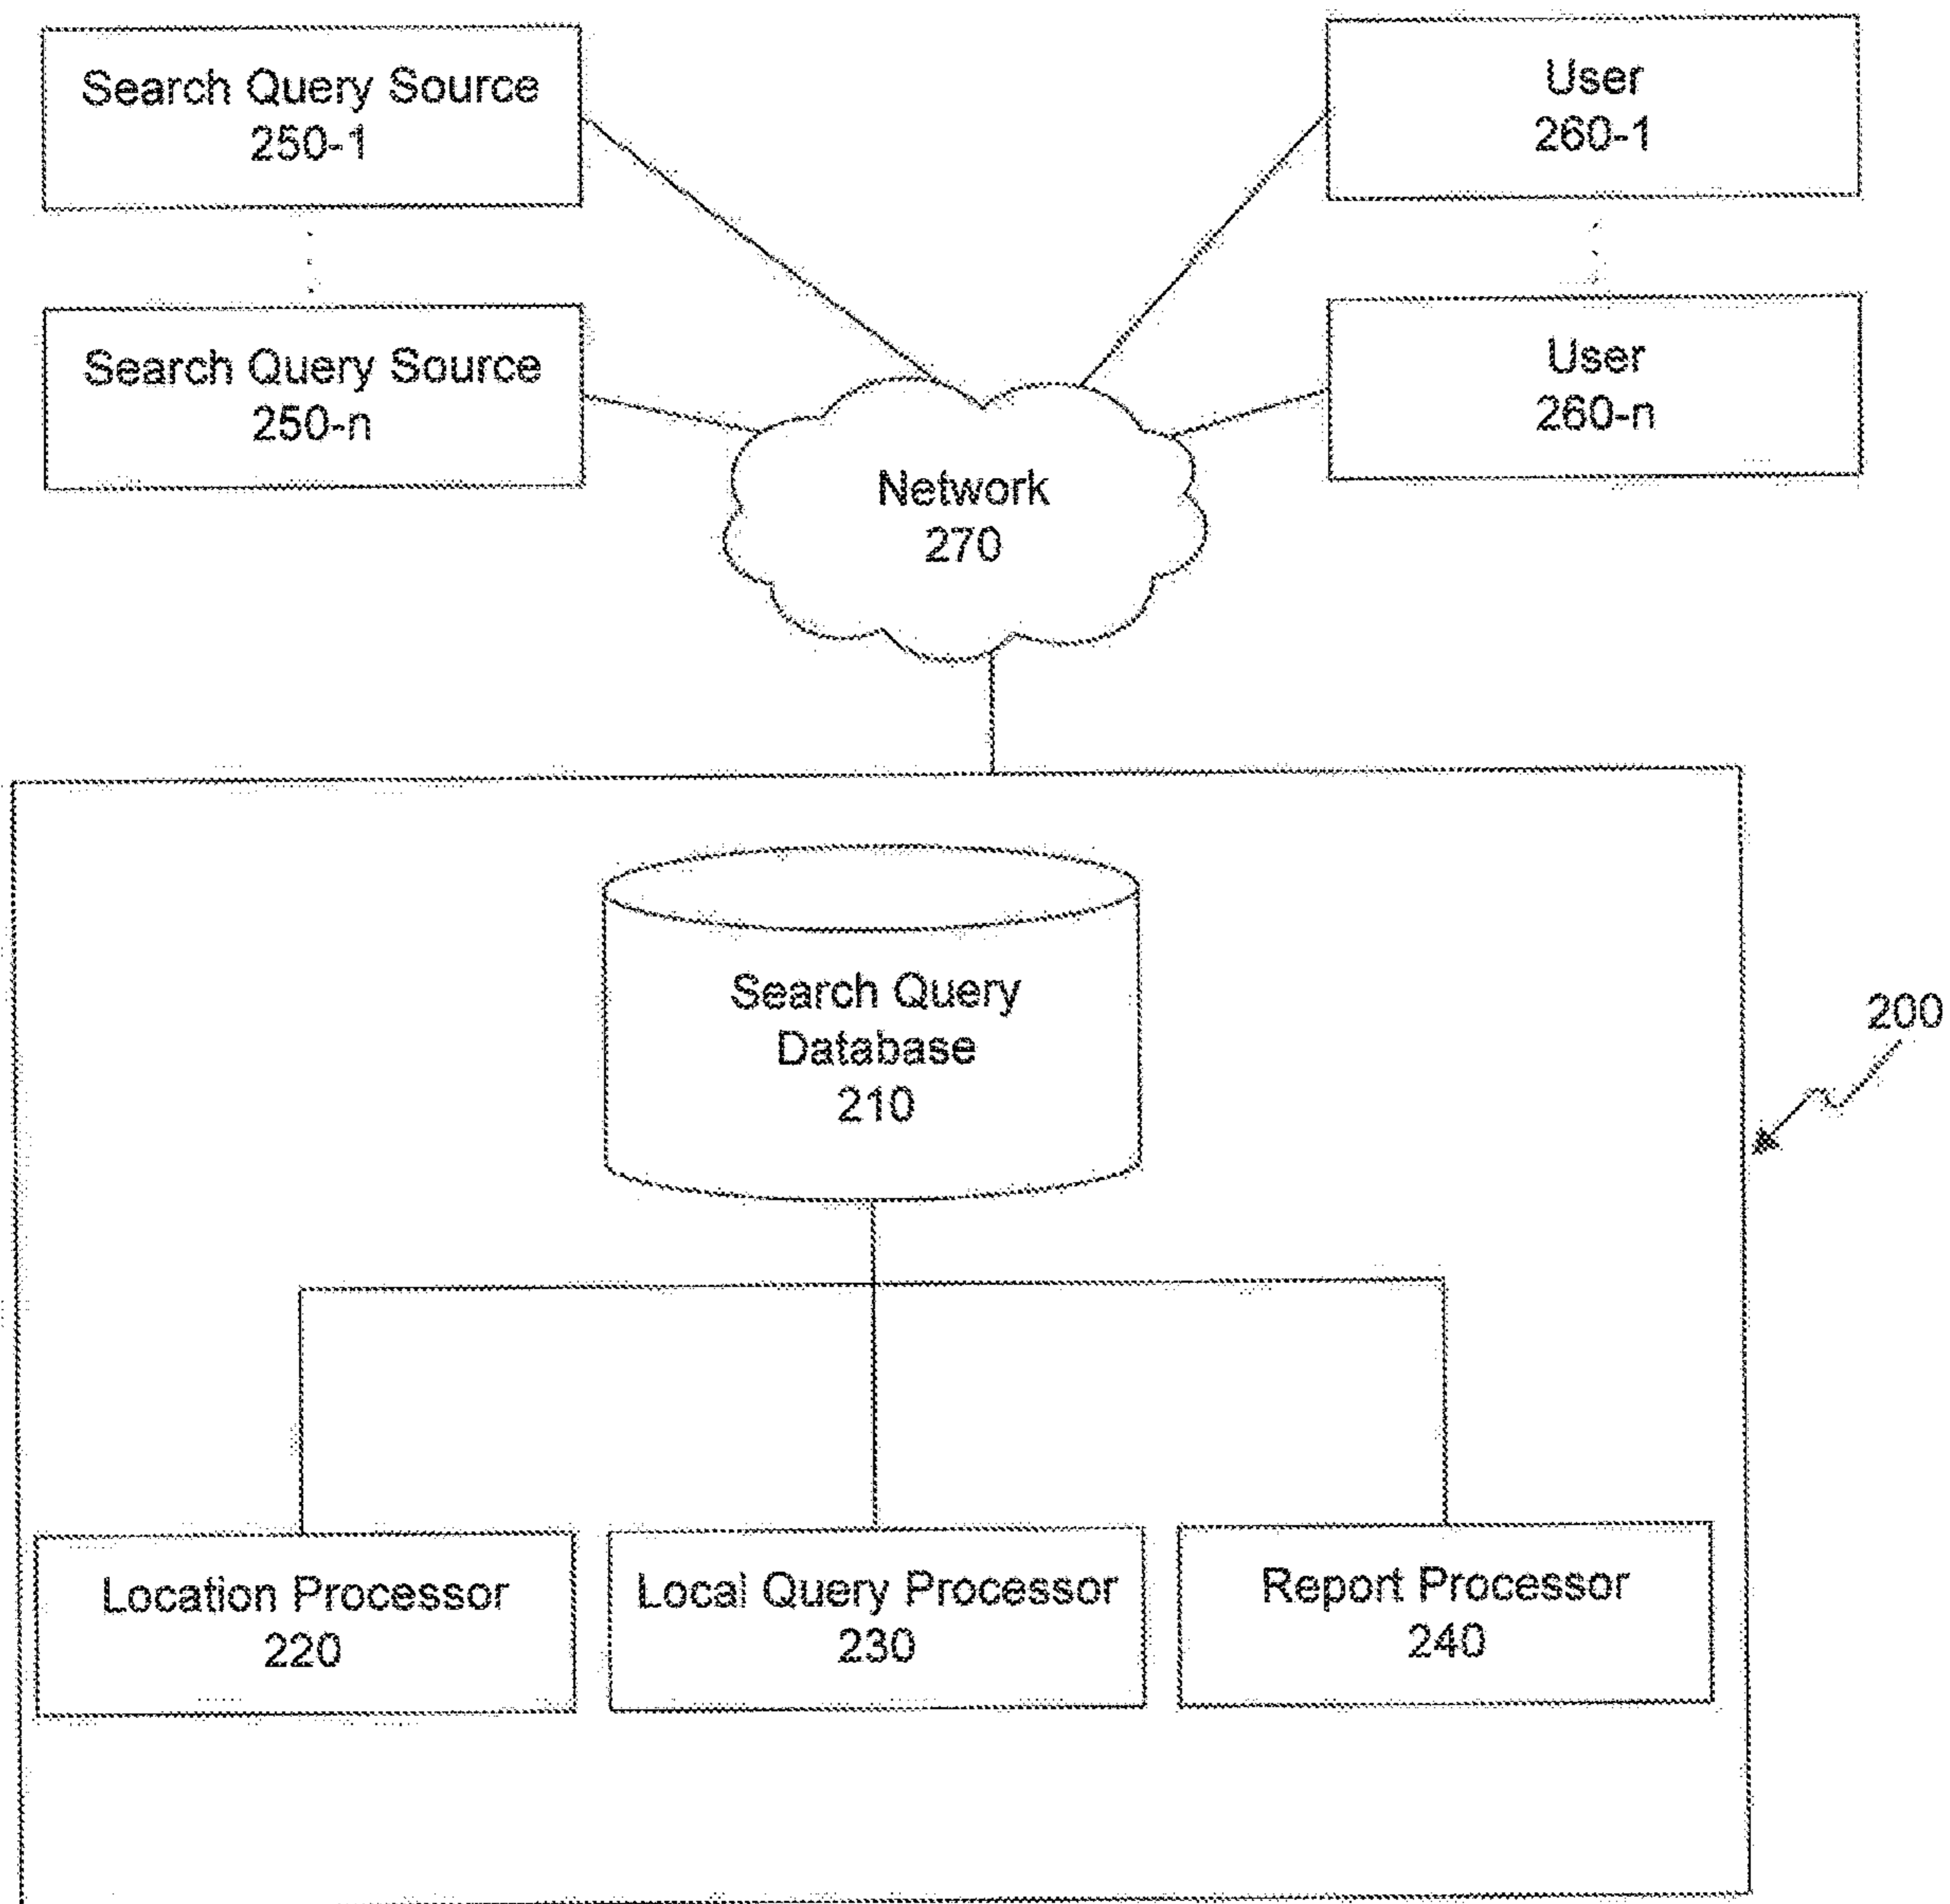 Search Query Source
250-1
User
260-1
Search Query Source
250-n
User
260-n
Network
270
Search Query
Database
210
200
Location Processor
220
Local Query Processor
230
Report Processor
240